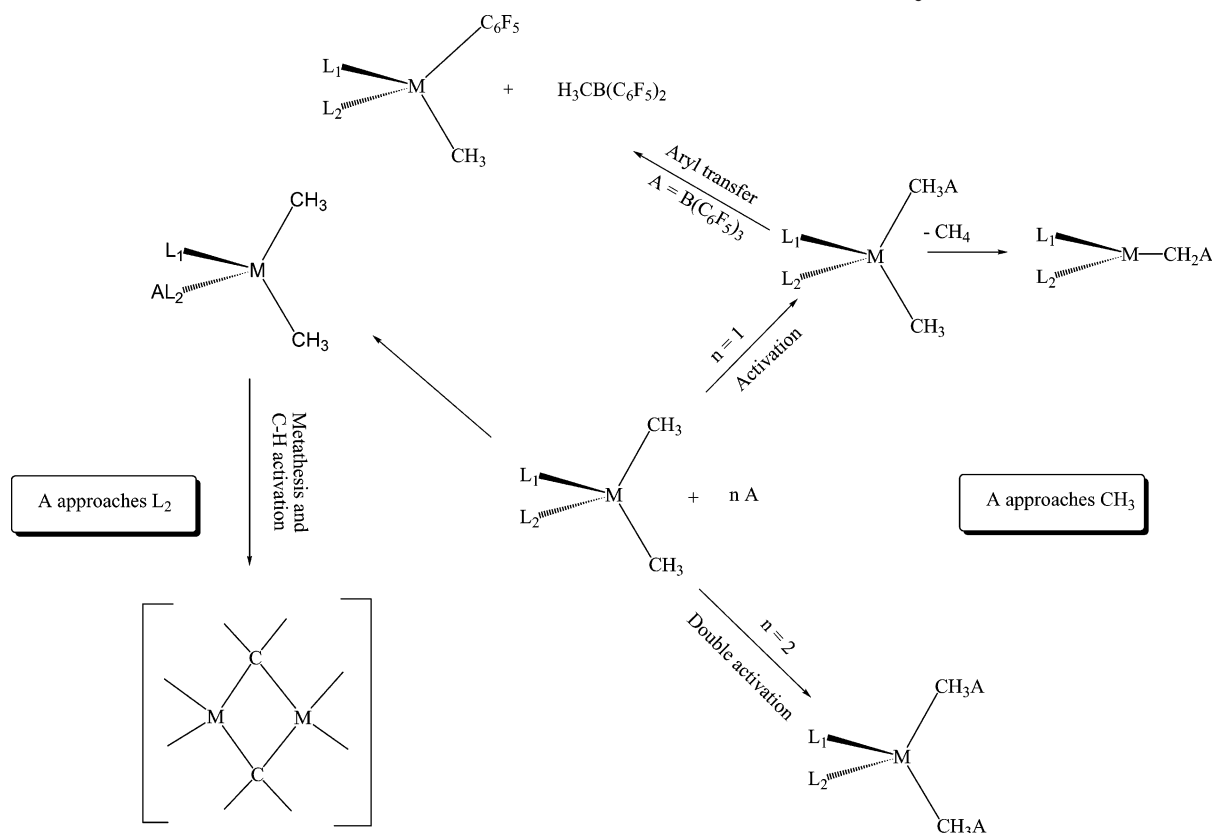 C6F5
L1
M
L2
+ H3CB(C6F5)2
CH3
Aryl transfer
A = B(C6F5)3
CH3
L1
M
AL2
CH3
CH3A
L1
M
L2
CH3
- CH4
L1
M CH2A
L2
n = 1
Activation
Metathesis and
C-H activation
A approaches L2
CH3
L1
M + n A
L2
CH3
A approaches CH3
n = 2
Double activation
C
M M
C
CH3A
L1
M
L2
CH3A